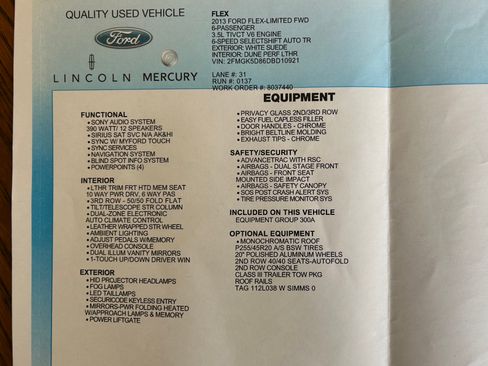 QUALITY USED VEHICLE
Ford
LINCOLN MERCURY
FLEX
2013 FORD FLEX-LIMITED FWD
6-PASSENGER
3.5L TIVCT V6 ENGINE
6-SPEED SELECTSHIFT AUTO TR
EXTERIOR: WHITE SUEDE
INTERIOR: DUNE PERF LTHR
VIN: 2FMGK5D86DBD10921
LANE #: 31
RUN #: 0137
WORK ORDER #: 8037440
EQUIPMENT
FUNCTIONAL
• SONY AUDIO SYSTEM
390 WATT/ 12 SPEAKERS
• SIRIUS SAT SVC N/A AK&HI
• SYNC W/ MYFORD TOUCH
• SYNC SERVICES
• NAVIGATION SYSTEM
• BLIND SPOT INFO SYSTEM
• POWERPOINTS (4)
INTERIOR
• LTHR TRIM FRT HTD MEM SEAT
10 WAY PWR DRV, 6 WAY PAS
• 3RD ROW - 50/50 FOLD FLAT
• TILT/TELESCOPE STR COLUMN
• DUAL-ZONE ELECTRONIC
AUTO CLIMATE CONTROL
• LEATHER WRAPPED STR WHEEL
• AMBIENT LIGHTING
• ADJUST PEDALS W/MEMORY
• OVERHEAD CONSOLE
• DUAL ILLUM VANITY MIRRORS
• 1-TOUCH UP/DOWN DRIVER WIN
EXTERIOR
• HID PROJECTOR HEADLAMPS
• FOG LAMPS
• LED TAILLAMPS
• SECURICODE KEYLESS ENTRY
• MIRRORS-PWR FOLDING HEATED
W/APPROACH LAMPS & MEMORY
• POWER LIFTGATE
• PRIVACY GLASS 2ND/3RD ROW
• EASY FUEL CAPLESS FILLER
• DOOR HANDLES - CHROME
• BRIGHT BELTLINE MOLDING
• EXHAUST TIPS - CHROME
SAFETY/SECURITY
• ADVANCETRAC WITH RSC
• AIRBAGS - DUAL STAGE FRONT
• AIRBAGS - FRONT SEAT
MOUNTED SIDE IMPACT
• AIRBAGS - SAFETY CANOPY
• SOS POST CRASH ALERT SYS
• TIRE PRESSURE MONITOR SYS
INCLUDED ON THIS VEHICLE
EQUIPMENT GROUP 300A
OPTIONAL EQUIPMENT
• MONOCHROMATIC ROOF
P255/45R20 A/S BSW TIRES
20" POLISHED ALUMINUM WHEELS
2ND ROW 40/40 SEATS-AUTOFOLD
2ND ROW CONSOLE
CLASS III TRAILER TOW PKG
ROOF RAILS
TAG 112L038 W SIMMS 0